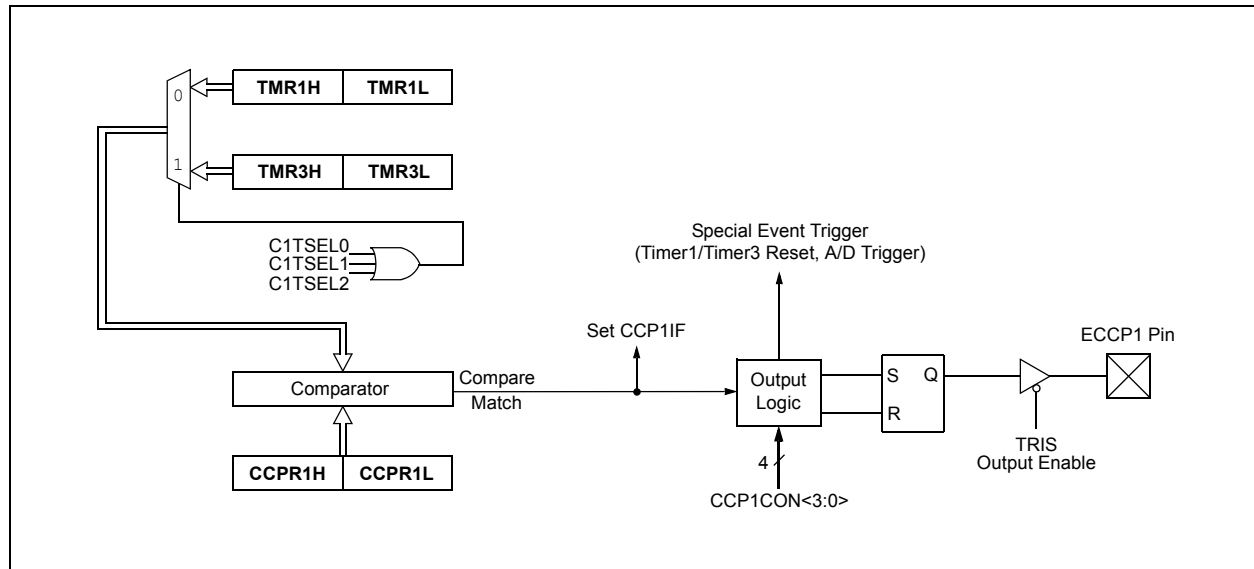 0
TMR1H TMR1L
1
TMR3H TMR3L
C1TSEL0
C1TSEL1
C1TSEL2
Special Event Trigger
(Timer1/Timer3 Reset, A/D Trigger)
Set CCP1IF
ECCP1 Pin
Comparator
Compare
Match
Output
Logic
S Q
R
TRIS
Output Enable
4
CCPR1H CCPR1L
CCP1CON<3:0>